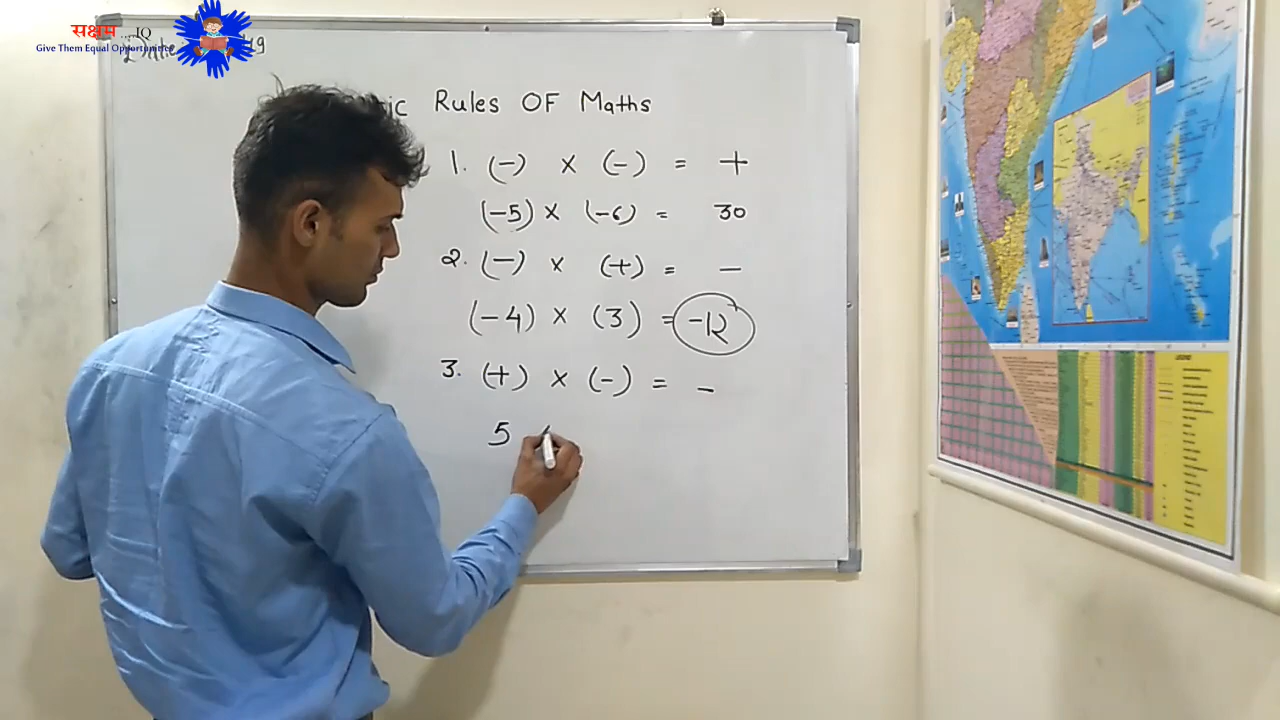 सक्षम ...IQ
Give Them Equal Opportunities
Rules OF Maths
1. (-) × (-) = +
(-5) × (-6) = 30
2. (-) × (+) = -
(-4) × (3) = -12
3. (+) × (-) = -
5